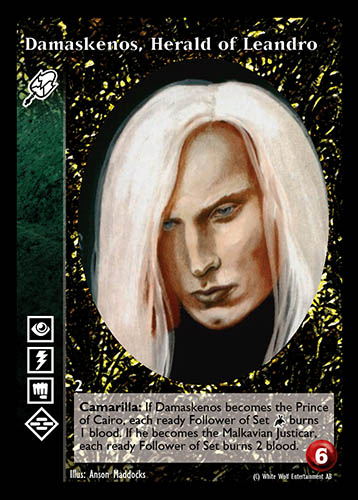 Damaskenos, Herald of Leandro
2
Camarilla: If Damaskenos becomes the Prince
of Cairo, each ready Follower of Set burns
1 blood. If he becomes the Malkavian Justicar,
each ready Follower of Set burns 2 blood.
6
Illus: Anson Maddocks
(C) White Wolf Entertainment AB